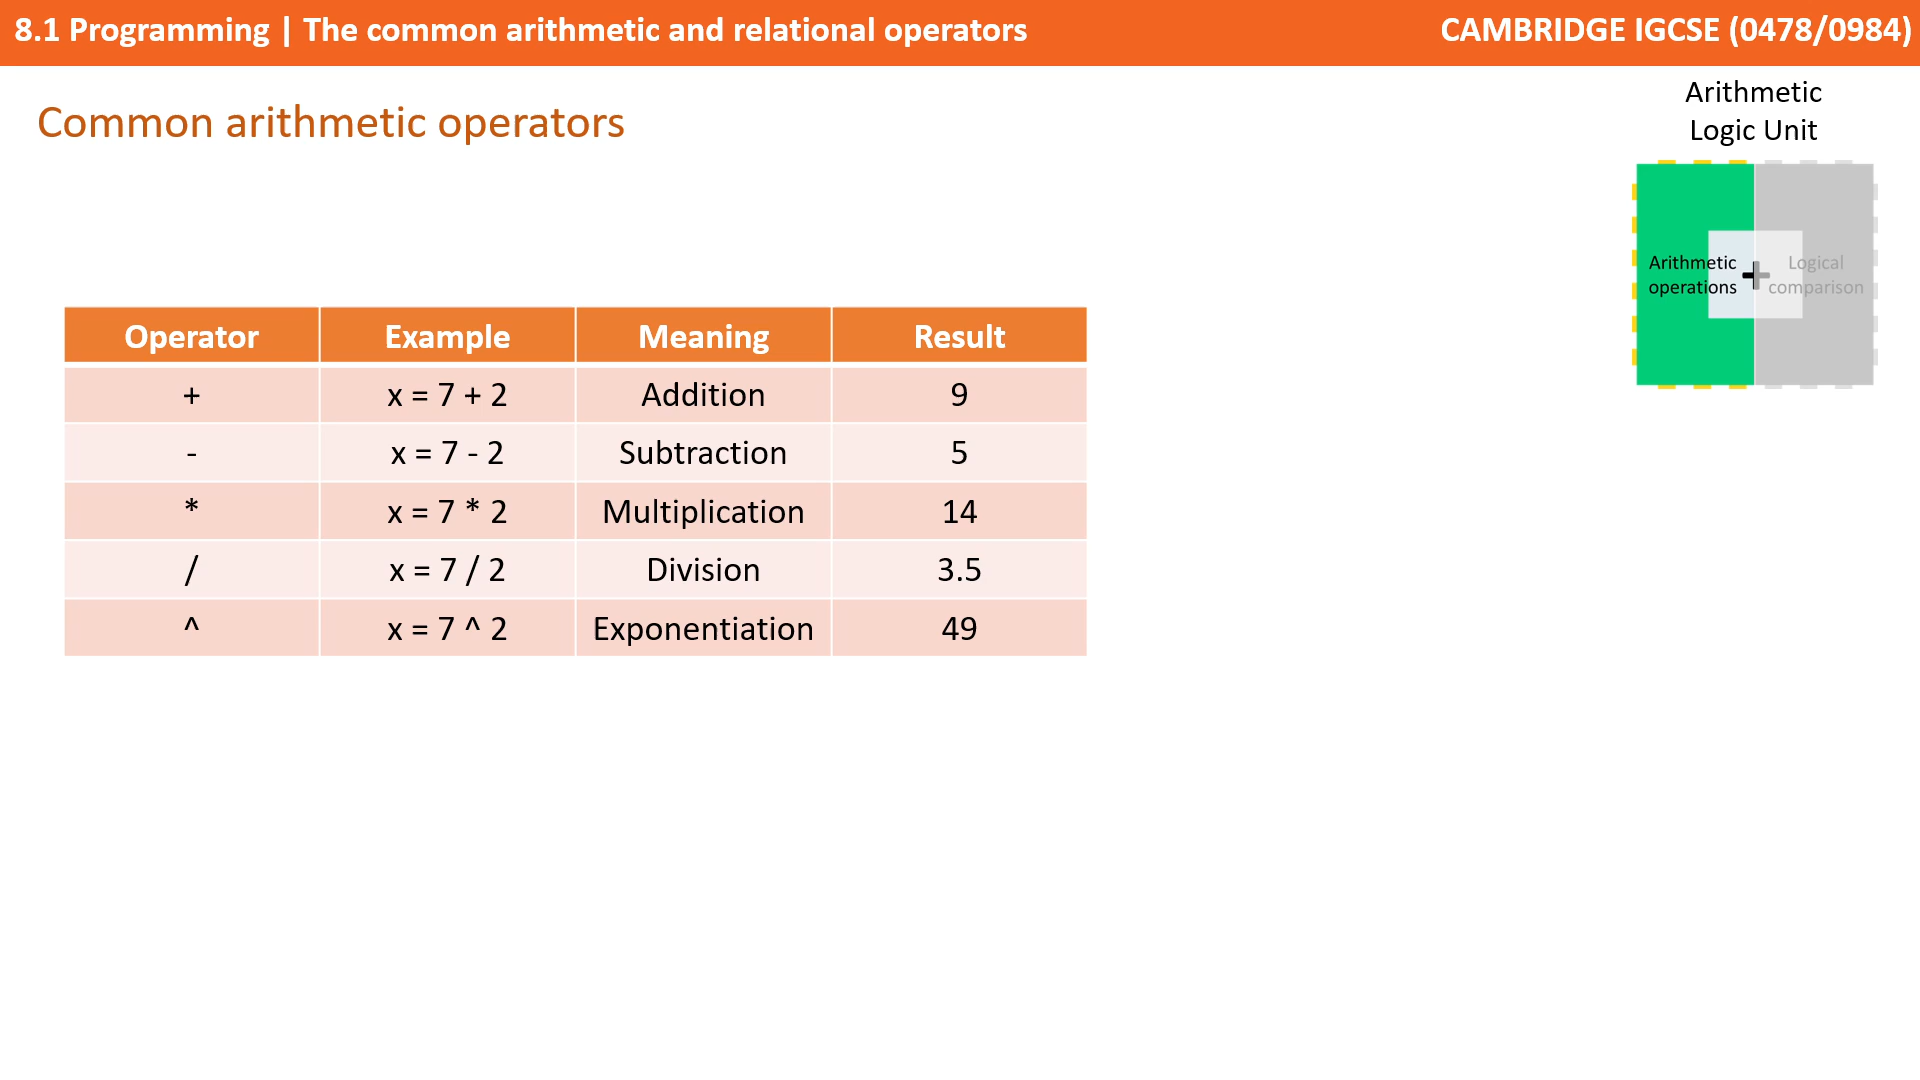 8.1 Programming | The common arithmetic and relational operators
CAMBRIDGE IGCSE (0478/0984)
Common arithmetic operators
Arithmetic
Logic Unit
Arithmetic
operations
+
Logical
comparison
Operator Example Meaning Result
+ x = 7 + 2 Addition 9
- x = 7 - 2 Subtraction 5
* x = 7 * 2 Multiplication 14
/ x = 7 / 2 Division 3.5
^ x = 7 ^ 2 Exponentiation 49